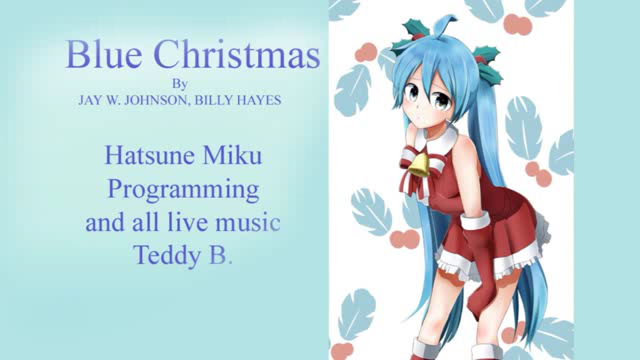 Blue Christmas
By
JAY W. JOHNSON, BILLY HAYES
Hatsune Miku
Programming
and all live music
Teddy B.